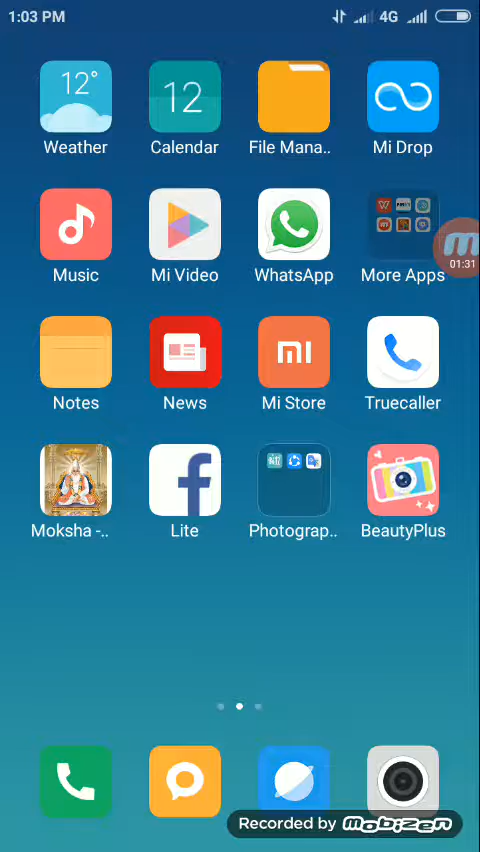 1:03 PM 4G
12°
12
Weather Calendar File Mana.. Mi Drop
01:31
Music Mi Video WhatsApp More Apps
mi
Notes News Mi Store Truecaller
f
Moksha -.. Lite Photograp.. BeautyPlus
Recorded by mobizen